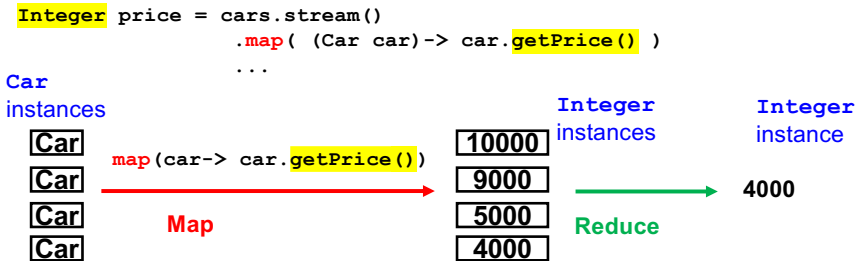 Integer price = cars.stream()
.map( (Car car)-> car.getPrice() )
...
Car
instances
Integer
instances
Integer
instance
Car
map(car-> car.getPrice())
10000
Car
9000
4000
Car
Map
5000
Reduce
Car
4000